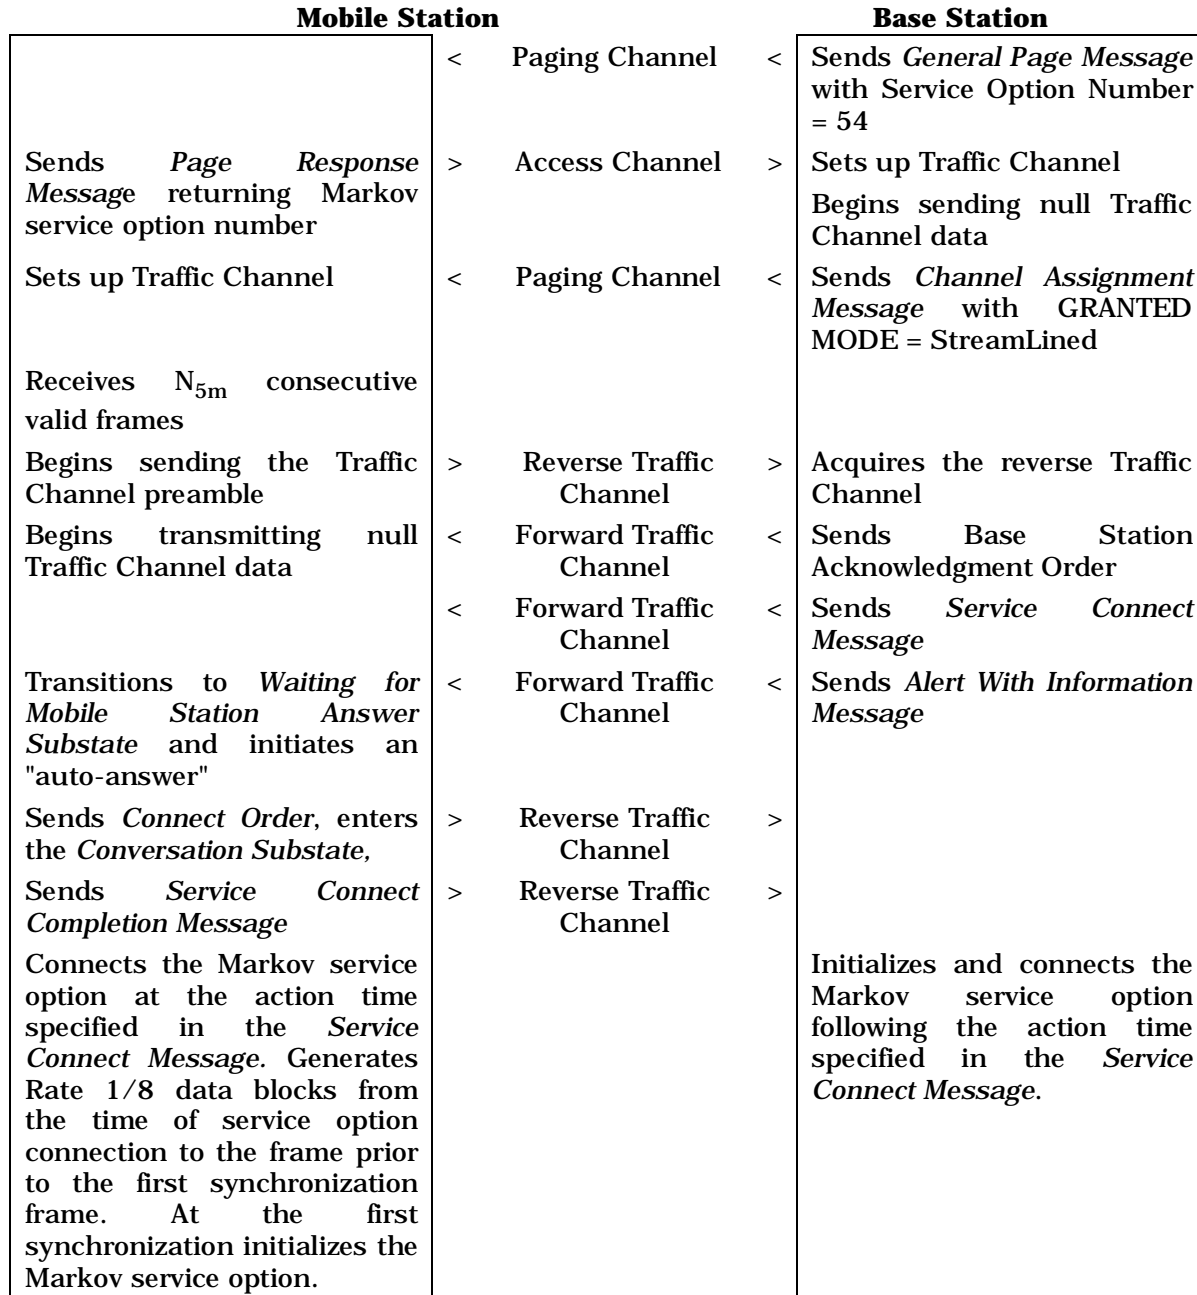 Mobile Station Base Station
< Paging Channel < Sends General Page Message
with Service Option Number
= 54
Sends Page Response > Access Channel > Sets up Traffic Channel
Message returning Markov
service option number
Begins sending null Traffic
Channel data
Sets up Traffic Channel < Paging Channel < Sends Channel Assignment
Message with GRANTED
MODE = StreamLined
Receives N5m consecutive
valid frames
Begins sending the Traffic > Reverse Traffic > Acquires the reverse Traffic
Channel preamble Channel Channel
Begins transmitting null < Forward Traffic < Sends Base Station
Traffic Channel data Channel Acknowledgment Order
< Forward Traffic < Sends Service Connect
Channel Message
Transitions to Waiting for < Forward Traffic < Sends Alert With Information
Mobile Station Answer Channel Message
Substate and initiates an
"auto-answer"
Sends Connect Order, enters > Reverse Traffic >
the Conversation Substate, Channel
Sends Service Connect > Reverse Traffic >
Completion Message Channel
Connects the Markov service
option at the action time
specified in the Service
Connect Message. Generates
Rate 1/8 data blocks from
the time of service option
connection to the frame prior
to the first synchronization
frame. At the first
synchronization initializes the
Markov service option.
Initializes and connects the
Markov service option
following the action time
specified in the Service
Connect Message.